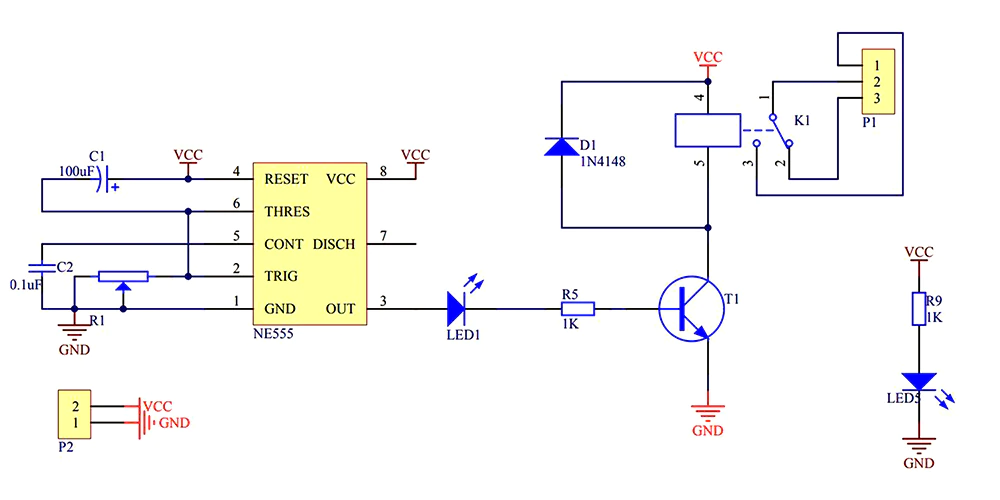 C1
100uF
+
VCC
VCC
4 RESET VCC 8
6 THRES
5 CONT DISCH 7
2 TRIG
1 GND OUT 3
NE555
C2
0.1uF
R1
GND
LED1
R5
1K
T1
GND
D1
1N4148
VCC
4
5
K1
1
3
2
1
2
3
P1
2 VCC
1 GND
P2
VCC
R9
1K
LED5
GND